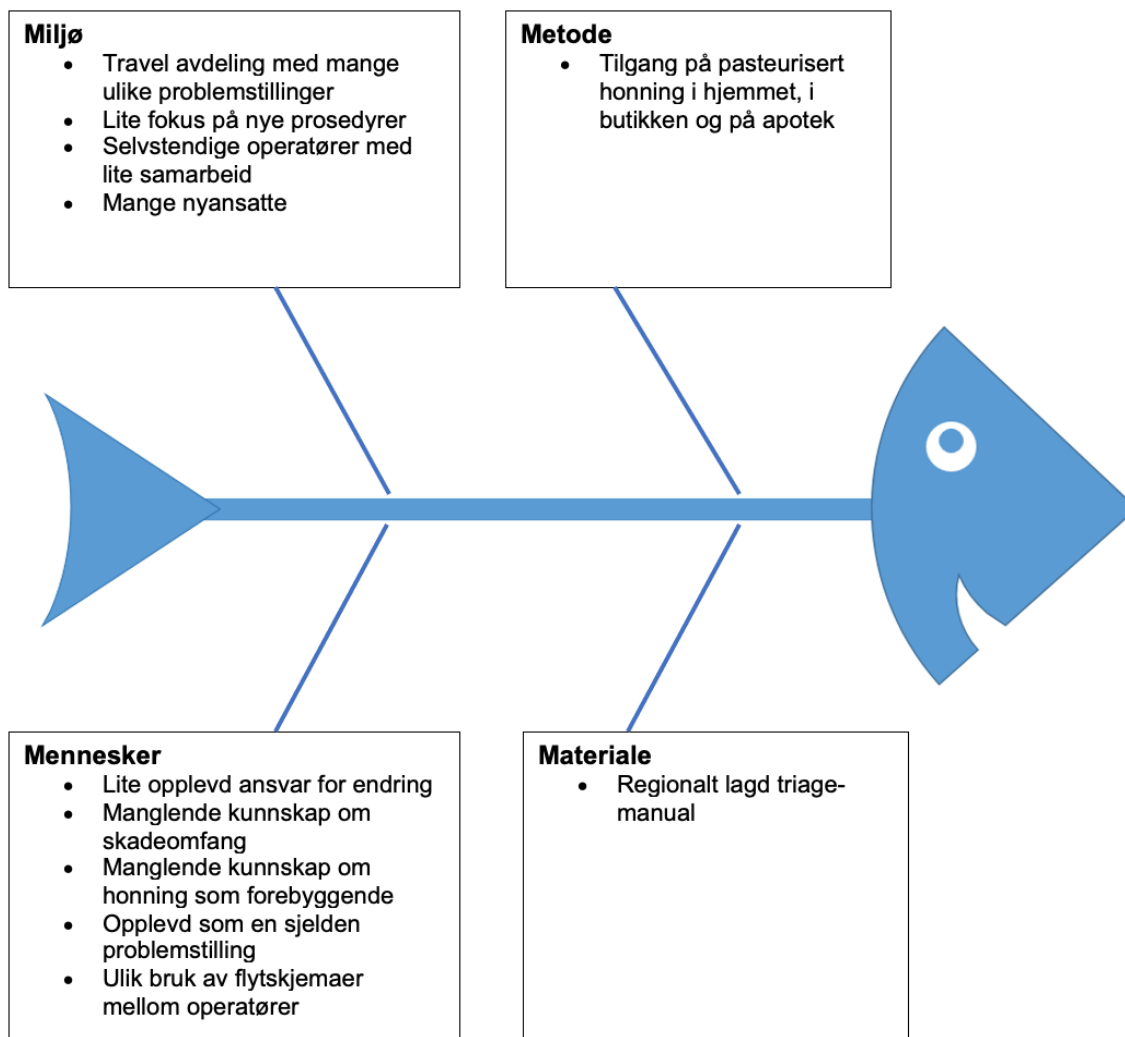 Miljø
• Travel avdeling med mange
ulike problemstillinger
• Lite fokus på nye prosedyrer
• Selvstendige operatører med
lite samarbeid
• Mange nyansatte
Metode
• Tilgang på pasteurisert
honning i hjemmet, i
butikken og på apotek
Mennesker
• Lite opplevd ansvar for endring
• Manglende kunnskap om
skadeomfang
• Manglende kunnskap om
honning som forebyggende
• Opplevd som en sjelden
problemstilling
• Ulik bruk av flytskjemaer
mellom operatører
Materiale
• Regionalt lagd triage-
manual